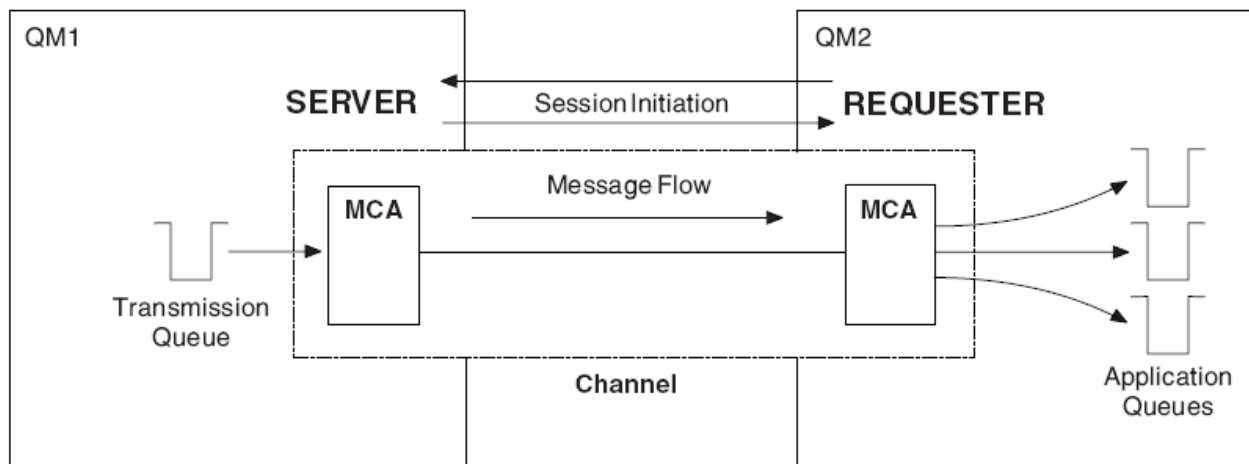 QM1
QM2
SERVER
Session Initiation
REQUESTER
Message Flow
MCA
MCA
Transmission
Queue
Channel
Application
Queues